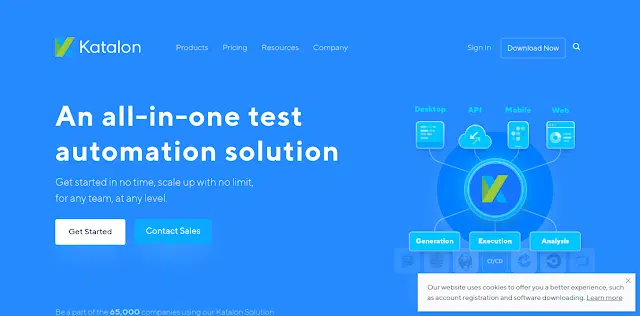 Katalon
Products Pricing Resources Company
Sign In Download Now
An all-in-one test
automation solution
Get started in no time, scale up with no limit,
for any team, at any level.
Get Started Contact Sales
Desktop API Mobile Web
Generation Execution Analysis
CI/CD
Our website uses cookies to offer you a better experience, such
as account registration and software downloading. Learn more
Be a part of the 65,000 companies using our Katalon Solution